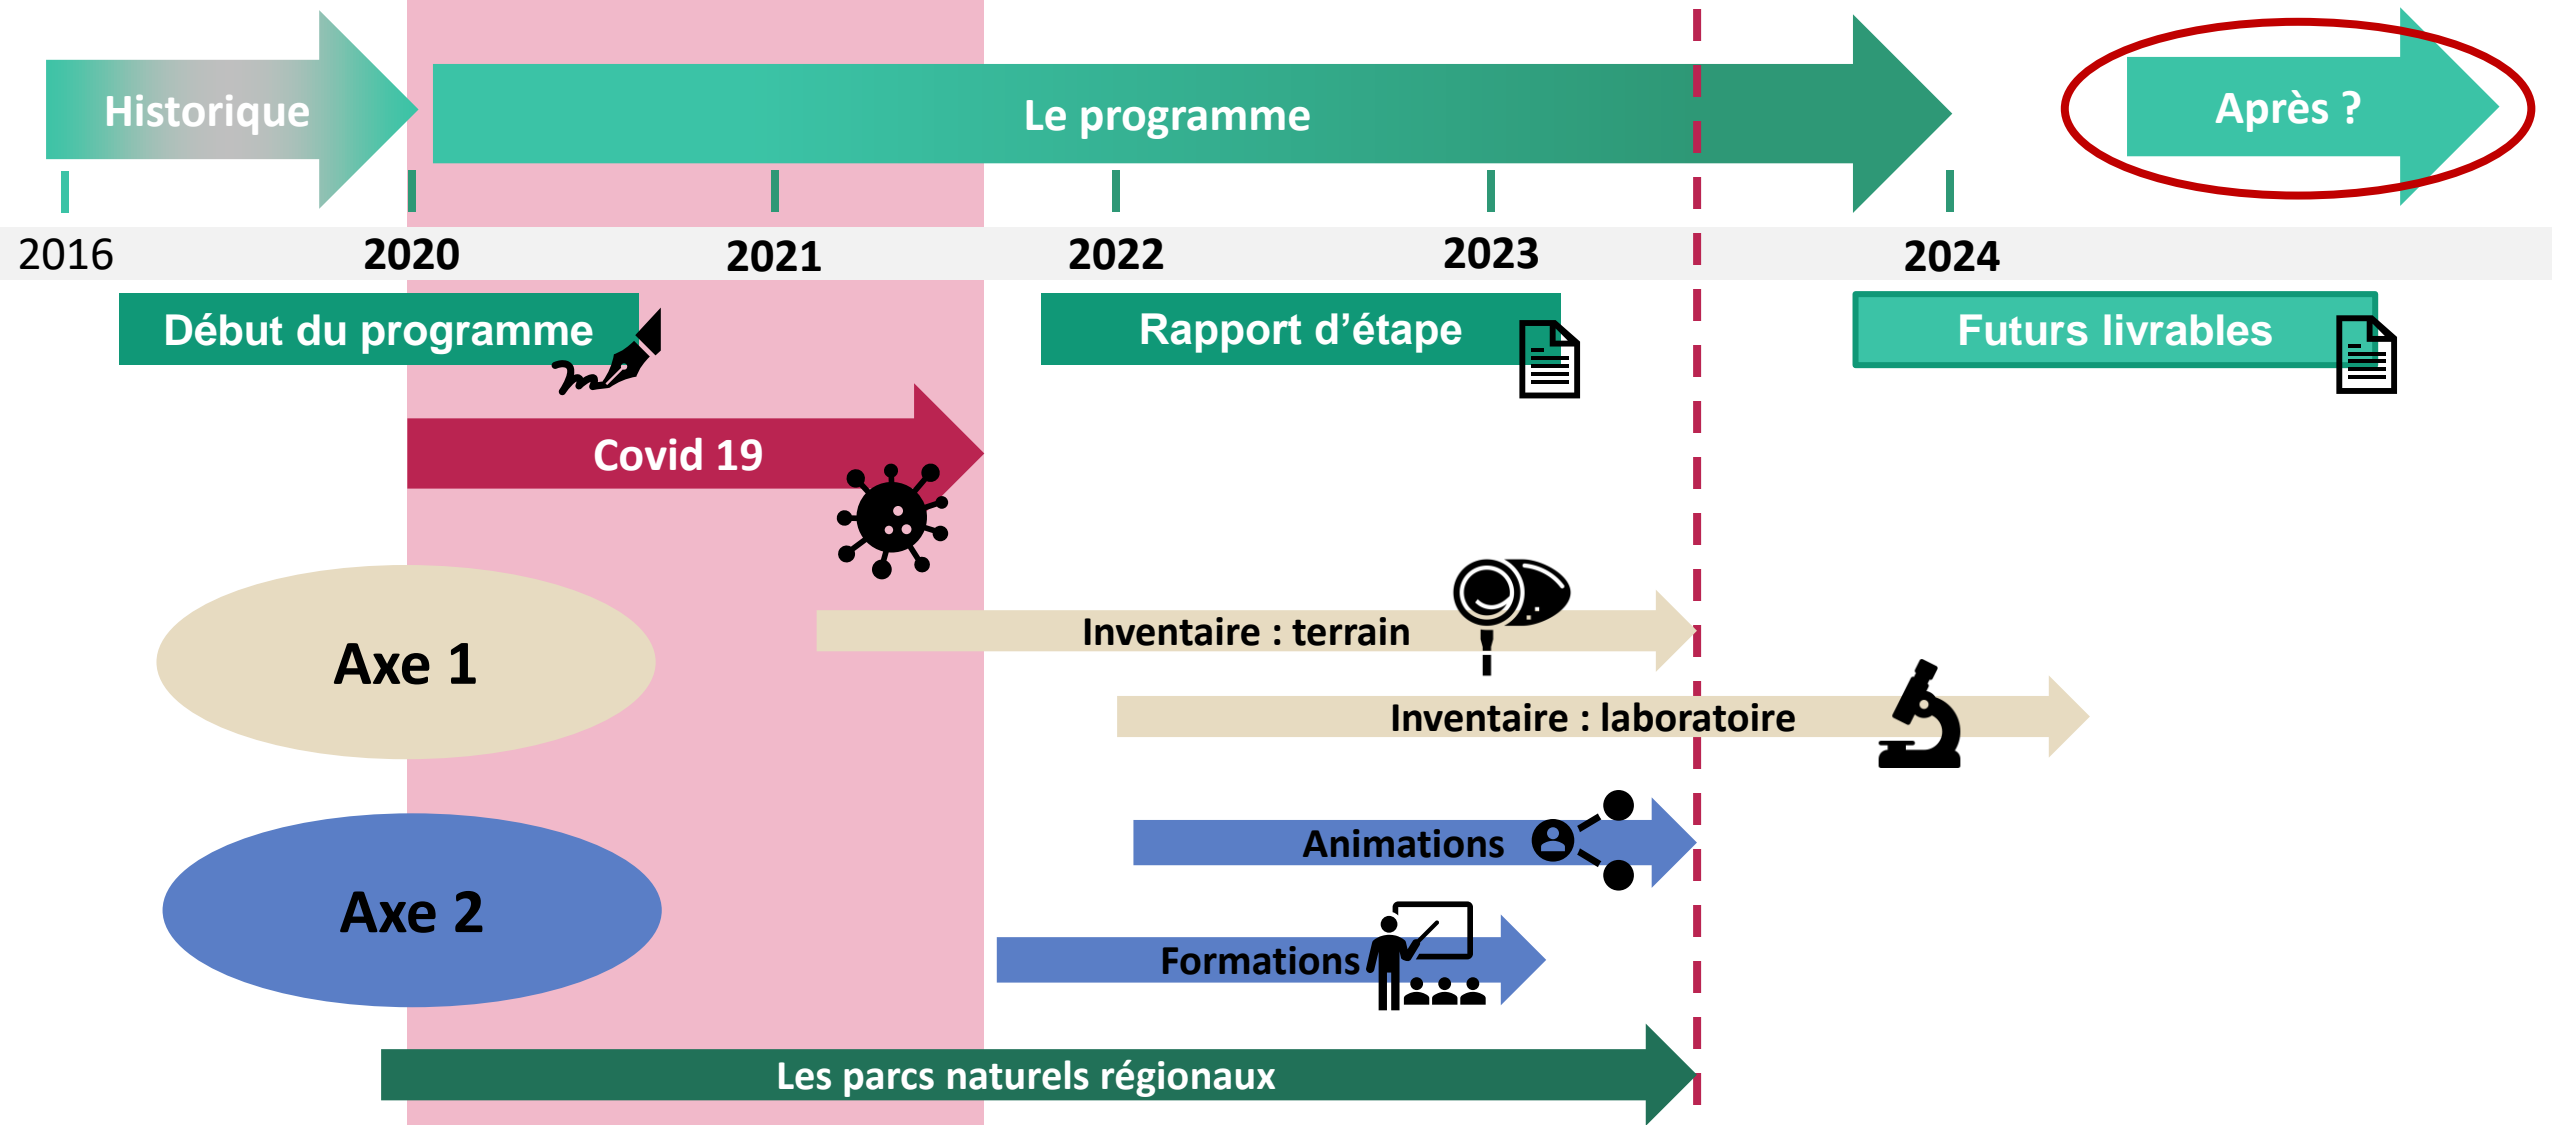 Historique
Le programme
Après ?
2016
2020
2021
2022
2023
2024
Début du programme
Rapport d’étape
Futurs livrables
Covid 19
Axe 1
Inventaire : terrain
Inventaire : laboratoire
Axe 2
Animations
Formations
Les parcs naturels régionaux